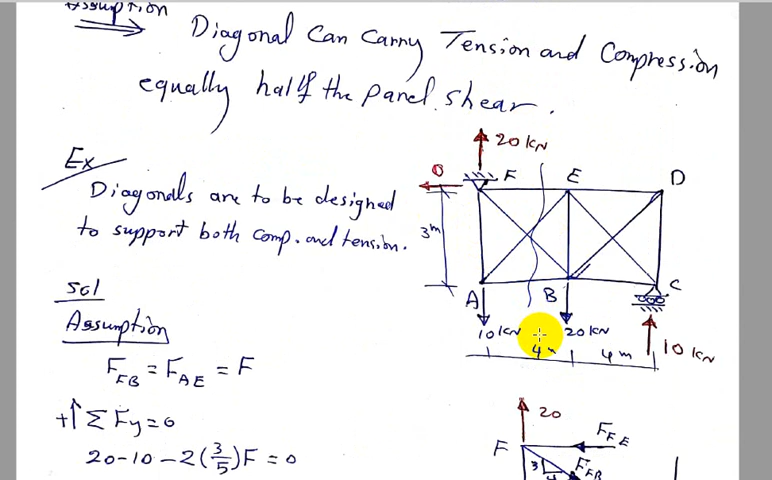 Assumption
Diagonal Can Carry Tension and Compression
equally half the panel shear.
Ex
Diagonals are to be designed
to support both comp. and tension.
20 kN
0
F E D
3m
A B C
10 kN 20 kN
4m 4m
10 kN
Sol
Assumption
F_FB = F_AE = F
+↑ ΣFy = 0
20-10-2(3/5)F = 0
20
F
F_FE
F_FB
3
4